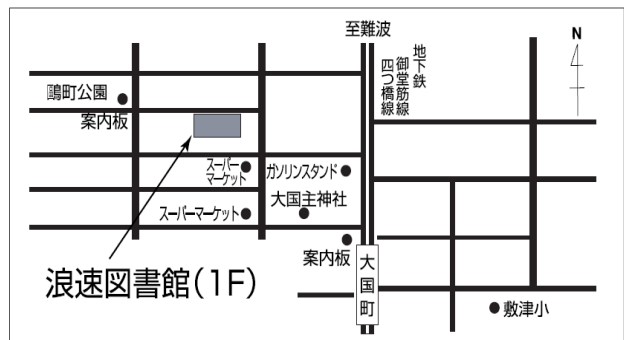 至難波
N
地下鉄
御堂筋線
四つ橋線
鴎町公園
案内板
スーパー
マーケット
ガソリンスタンド
大国主神社
スーパーマーケット
案内板
浪速図書館(1F)
大国町
敷津小